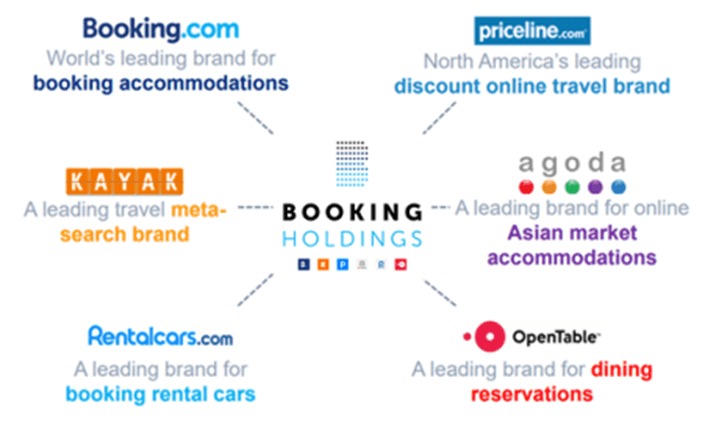 Booking.com
World's leading brand for
booking accommodations
priceline.com
North America's leading
discount online travel brand
KAYAK
A leading travel meta-
search brand
BOOKING
HOLDINGS
agoda
A leading brand for online
Asian market
accommodations
Rentalcars.com
A leading brand for
booking rental cars
OpenTable
A leading brand for dining
reservations